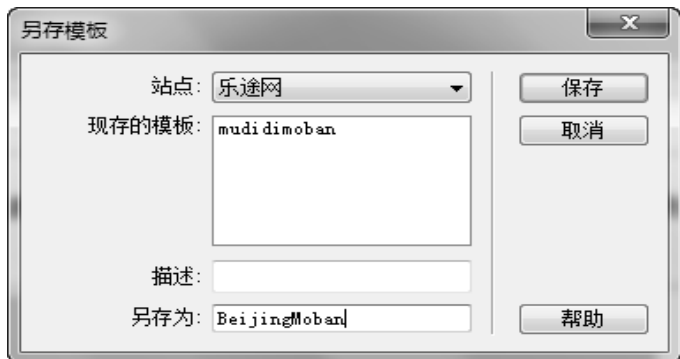 另存模板
站点: 乐途网
保存
现存的模板: mudidimoban
取消
描述:
另存为: BeijingMoban
帮助